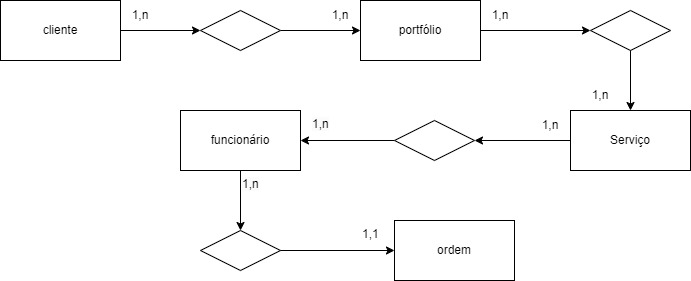 1,n
1,n
1,n
cliente
portfólio
1,n
1,n
1,n
funcionário
Serviço
1,n
1,1
ordem